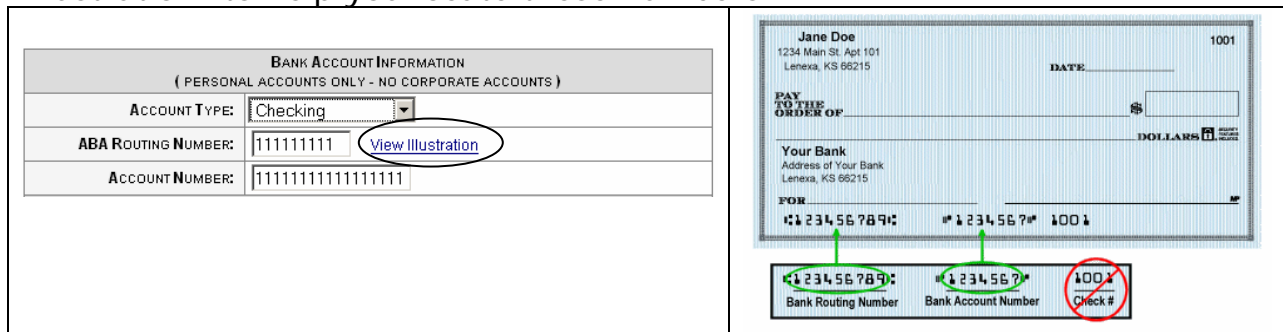 BANK ACCOUNT INFORMATION
( PERSONAL ACCOUNTS ONLY - NO CORPORATE ACCOUNTS )
ACCOUNT TYPE: Checking
ABA ROUTING NUMBER: 111111111 View Illustration
ACCOUNT NUMBER: 11111111111111111
Jane Doe
1001
1234 Main St. Apt 101
Lenexa, KS 66215
DATE
PAY
TO THE
ORDER OF
$
DOLLARS
Your Bank
Address of Your Bank
Lenexa, KS 66215
FOR
MP
⑆123456789⑆ ⑈1234567⑈ 1001
⑆123456789⑆ ⑈1234567⑈ 1001
Bank Routing Number Bank Account Number Check #